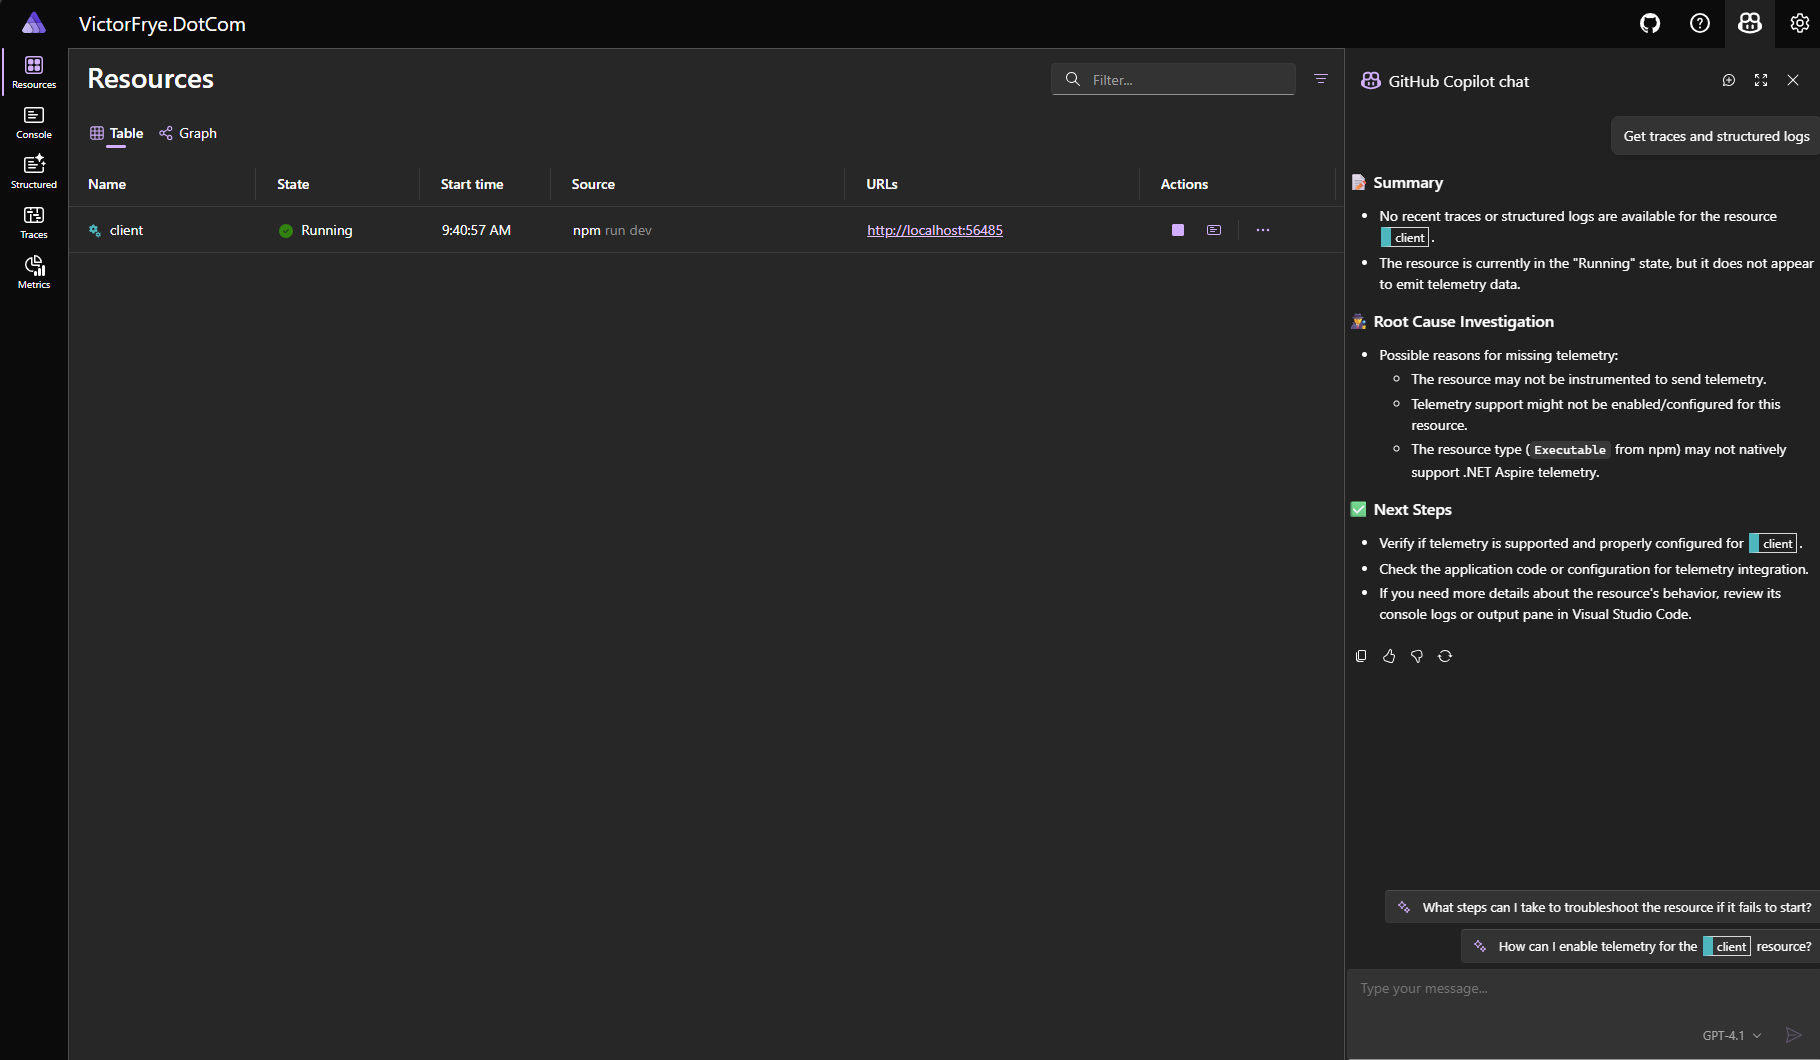 VictorFrye.DotCom
Resources
Console
Structured
Traces
Metrics
Resources
Filter...
Table Graph
Name State Start time Source URLs Actions
client Running 9:40:57 AM npm run dev http://localhost:56485
GitHub Copilot chat
Get traces and structured logs
Summary
No recent traces or structured logs are available for the resource
client .
The resource is currently in the "Running" state, but it does not appear
to emit telemetry data.
Root Cause Investigation
Possible reasons for missing telemetry:
The resource may not be instrumented to send telemetry.
Telemetry support might not be enabled/configured for this
resource.
The resource type ( Executable from npm) may not natively
support .NET Aspire telemetry.
Next Steps
Verify if telemetry is supported and properly configured for client .
Check the application code or configuration for telemetry integration.
If you need more details about the resource's behavior, review its
console logs or output pane in Visual Studio Code.
What steps can I take to troubleshoot the resource if it fails to start?
How can I enable telemetry for the client resource?
Type your message...
GPT-4.1